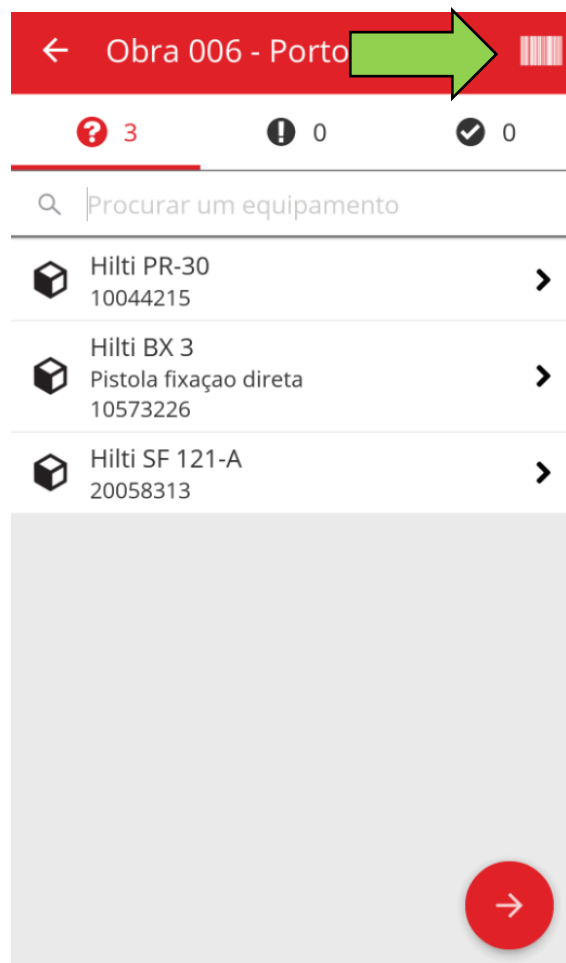 Obra 006 - Porto
3
0
0
Procurar um equipamento
Hilti PR-30
10044215
Hilti BX 3
Pistola fixaçao direta
10573226
Hilti SF 121-A
20058313